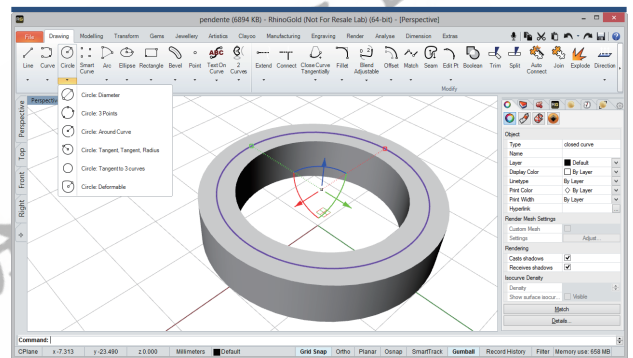 pendente (6894 KB) - RhinoGold (Not For Resale Lab) (64-bit) - [Perspective]
File Drawing Modelling Transform Gems Jewellery Artistics Clayoo Manufacturing Engraving Render Analyse Dimension Extras
Line Curve Circle Smart Curve Arc Ellipse Rectangle Bevel Point Text On Curve 2 Curves Extend Connect Close Curve Tangentially Fillet Blend Adjustable Offset Match Seam Edit Pt Boolean Trim Split Auto Connect Join Explode Direction
Modify
Circle: Diameter
Circle: 3 Points
Circle: Around Curve
Circle: Tangent, Tangent, Radius
Circle: Tangent to 3 curves
Circle: Deformable
Perspective
Top
Front
Right
Object
Type closed curve
Name
Layer Default
Display Color By Layer
Linetype By Layer
Print Color By Layer
Print Width By Layer
Hyperlink ...
Render Mesh Settings
Custom Mesh
Settings Adjust...
Rendering
Casts shadows
Receives shadows
Isocurve Density
Density
Show surface isocur... Visible
Match
Details...
Command:
CPlane x -7.313 y -23.490 z 0.000 Millimeters Default Grid Snap Ortho Planar Osnap SmartTrack Gumball Record History Filter Memory use: 658 MB